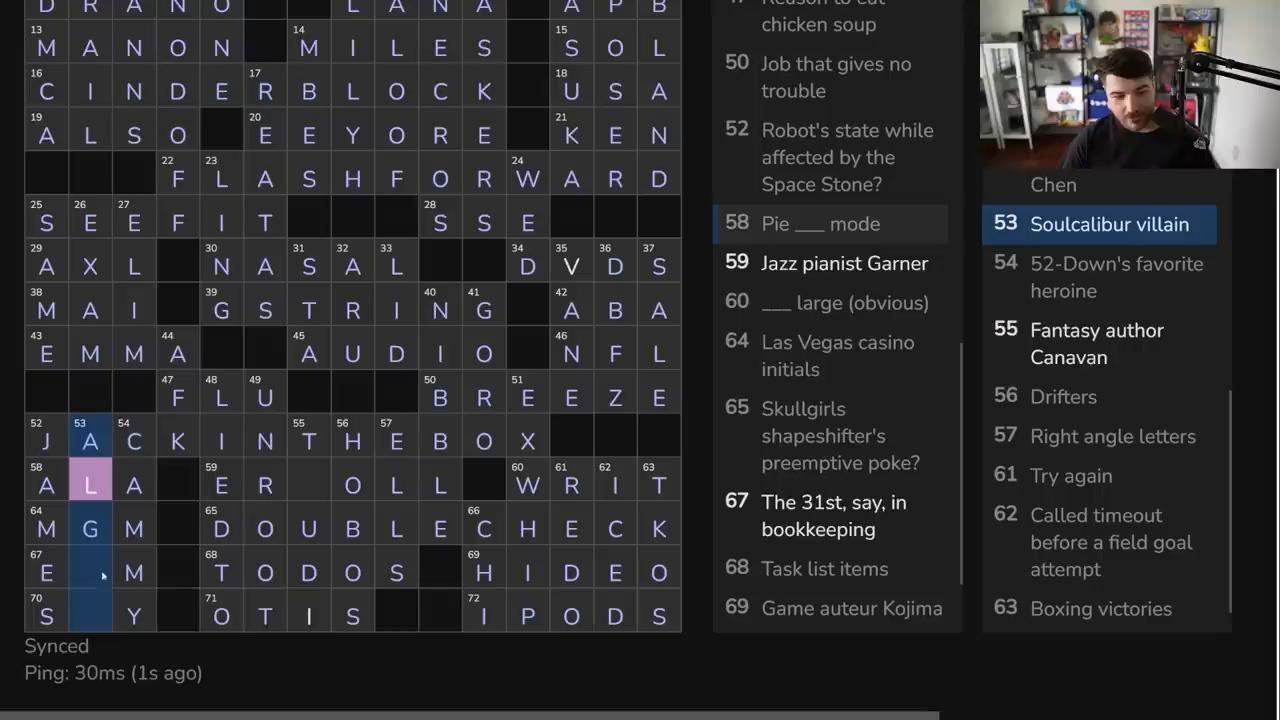 D R A N O L A N A A P B
13 14 15
M A N O N M I L E S S O L
16 17 18
C I N D E R B L O C K U S A
19 20 21
A L S O E E Y O R E K E N
22 23 24
F L A S H F O R W A R D
25 26 27 28
S E E F I T S S E
29 30 31 32 33 34 35 36 37
A X L N A S A L D V D S
38 39 40 41 42
M A I G S T R I N G A B A
43 44 45 46
E M M A A U D I O N F L
47 48 49 50 51
F L U B R E E Z E
52 53 54 55 56 57
J A C K I N T H E B O X
58 59 60 61 62 63
A L A E R O L L W R I T
64 65 66
M G M D O U B L E C H E C K
67 68 69
E M T O D O S H I D E O
70 71 72
S Y O T I S I P O D S
Synced
Ping: 30ms (1s ago)
chicken soup
50 Job that gives no
trouble
52 Robot's state while
affected by the
Space Stone?
58 Pie ___ mode
59 Jazz pianist Garner
60 ___ large (obvious)
64 Las Vegas casino
initials
65 Skullgirls
shapeshifter's
preemptive poke?
67 The 31st, say, in
bookkeeping
68 Task list items
69 Game auteur Kojima
Chen
53 Soulcalibur villain
54 52-Down's favorite
heroine
55 Fantasy author
Canavan
56 Drifters
57 Right angle letters
61 Try again
62 Called timeout
before a field goal
attempt
63 Boxing victories